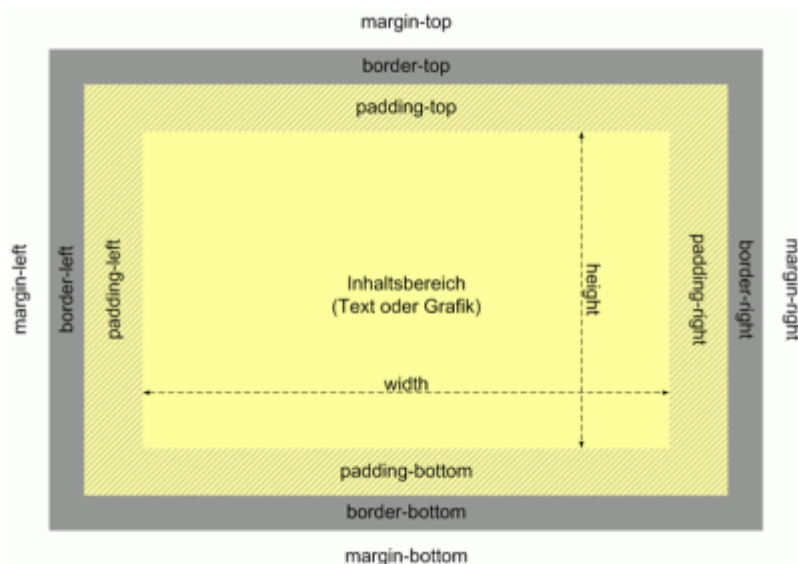 margin-top
border-top
padding-top
margin-left
border-left
padding-left
Inhaltsbereich
(Text oder Grafik)
height
padding-right
border-right
margin-right
width
padding-bottom
border-bottom
margin-bottom